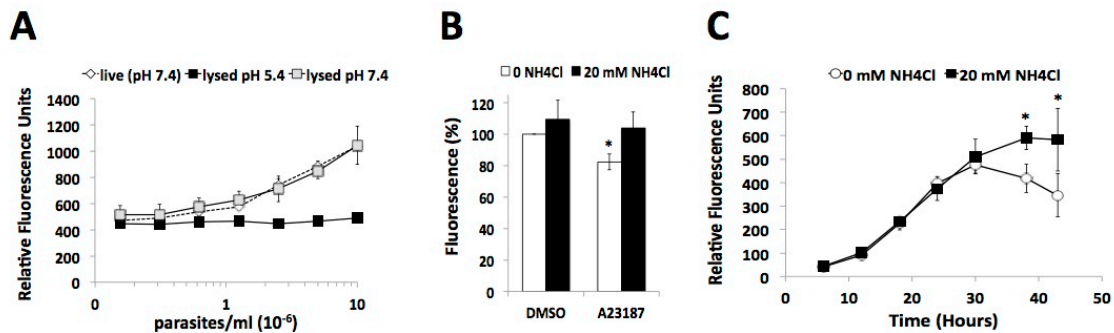 A
B
C
live (pH 7.4) lysed pH 5.4 lysed pH 7.4
Relative Fluorescence Units
1400
1200
1000
800
600
400
200
0
0 1 10
parasites/ml (10-6)
0 NH4Cl 20 mM NH4Cl
Fluorescence (%)
120
100
80
60
40
20
0
*
DMSO A23187
0 mM NH4Cl 20 mM NH4Cl
Relative Fluorescence Units
800
700
600
500
400
300
200
100
0
* *
0 10 20 30 40 50
Time (Hours)